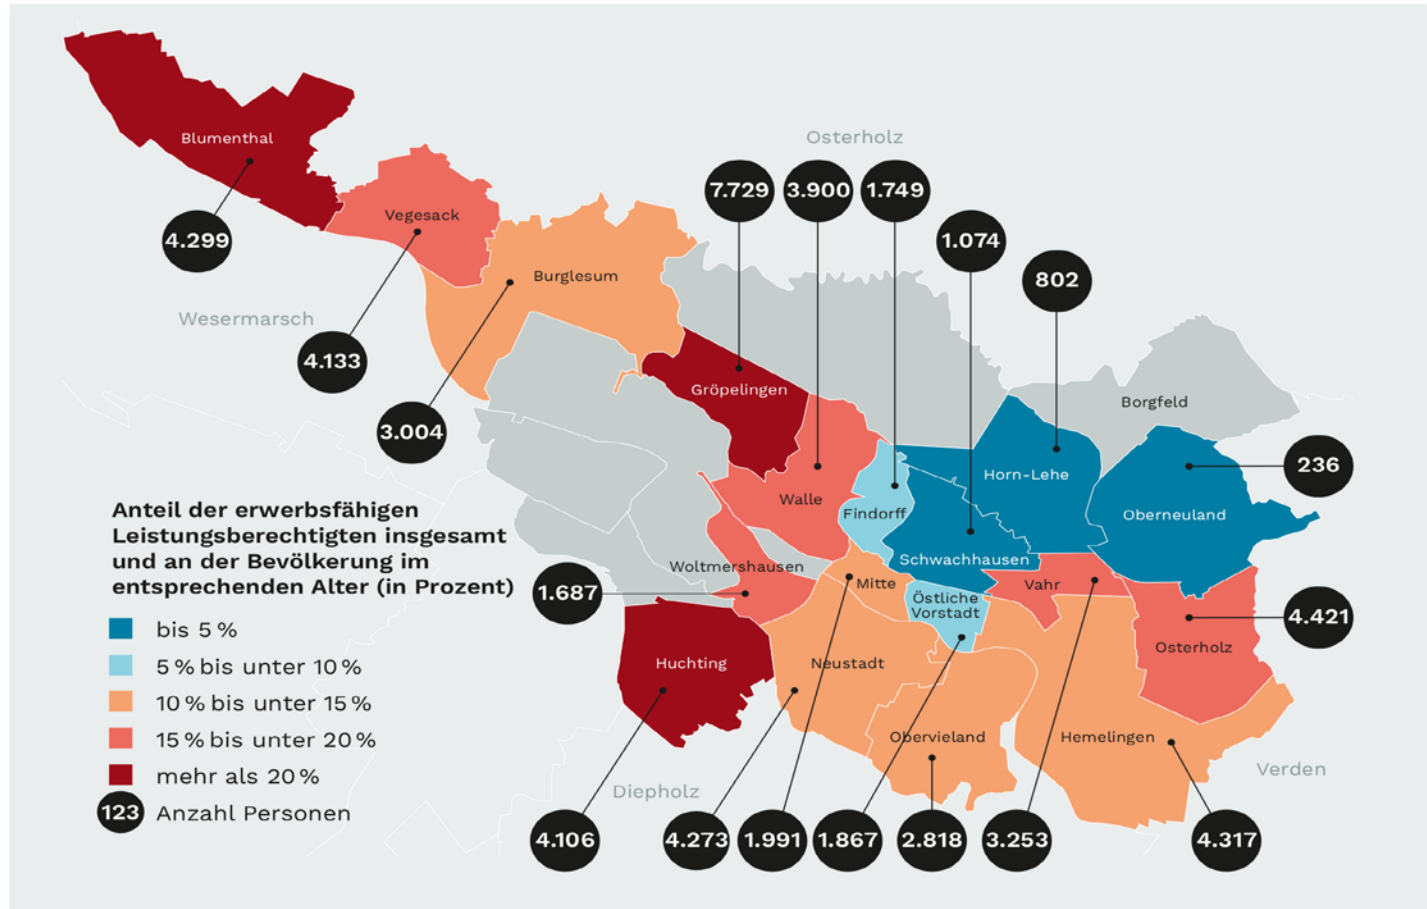 Osterholz
Blumenthal
7.729
3.900
1.749
Vegesack
4.299
1.074
Burglesum
802
Wesermarsch
4.133
Gröpelingen
Borgfeld
3.004
236
Horn-Lehe
Walle
Findorff
Oberneuland
Anteil der erwerbsfähigen
Leistungsberechtigten insgesamt
und an der Bevölkerung im
entsprechenden Alter (in Prozent)
Schwachhausen
Woltmershausen
Mitte
Vahr
1.687
Östliche
Vorstadt
4.421
bis 5 %
5 % bis unter 10 %
10 % bis unter 15 %
15 % bis unter 20 %
mehr als 20 %
123 Anzahl Personen
Huchting
Neustadt
Osterholz
Obervieland
Hemelingen
Verden
Diepholz
4.106
4.273
1.991
1.867
2.818
3.253
4.317